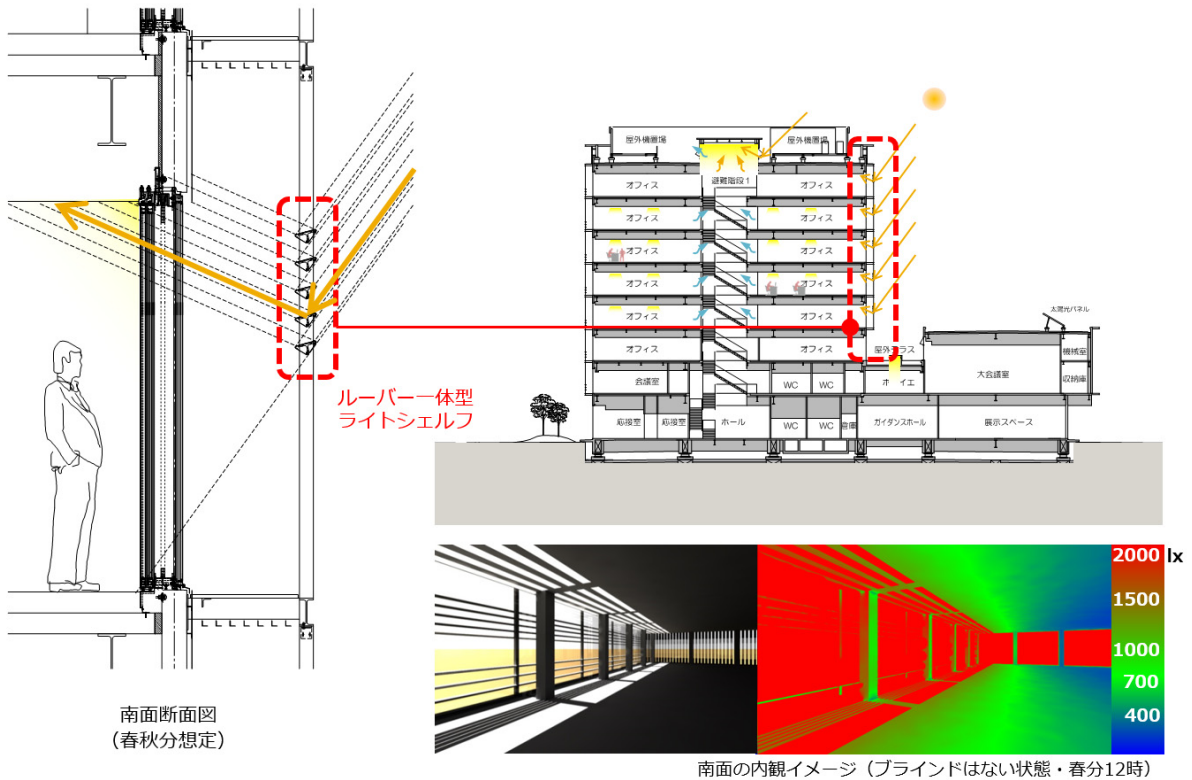 ルーバー一体型
ライトシェルフ
南面断面図
(春秋分想定)
屋外機置場
屋外機置場
避難階段1
オフィス
オフィス
オフィス
オフィス
オフィス
オフィス
オフィス
オフィス
オフィス
オフィス
オフィス
オフィス
太陽光パネル
屋外テラス
機械室
会議室
WC
WC
大会議室
収納庫
応接室
応接室
ホール
WC
WC
倉庫
ガイダンスホール
展示スペース
2000 lx
1500
1000
700
400
南面の内観イメージ（ブラインドはない状態・春分12時）